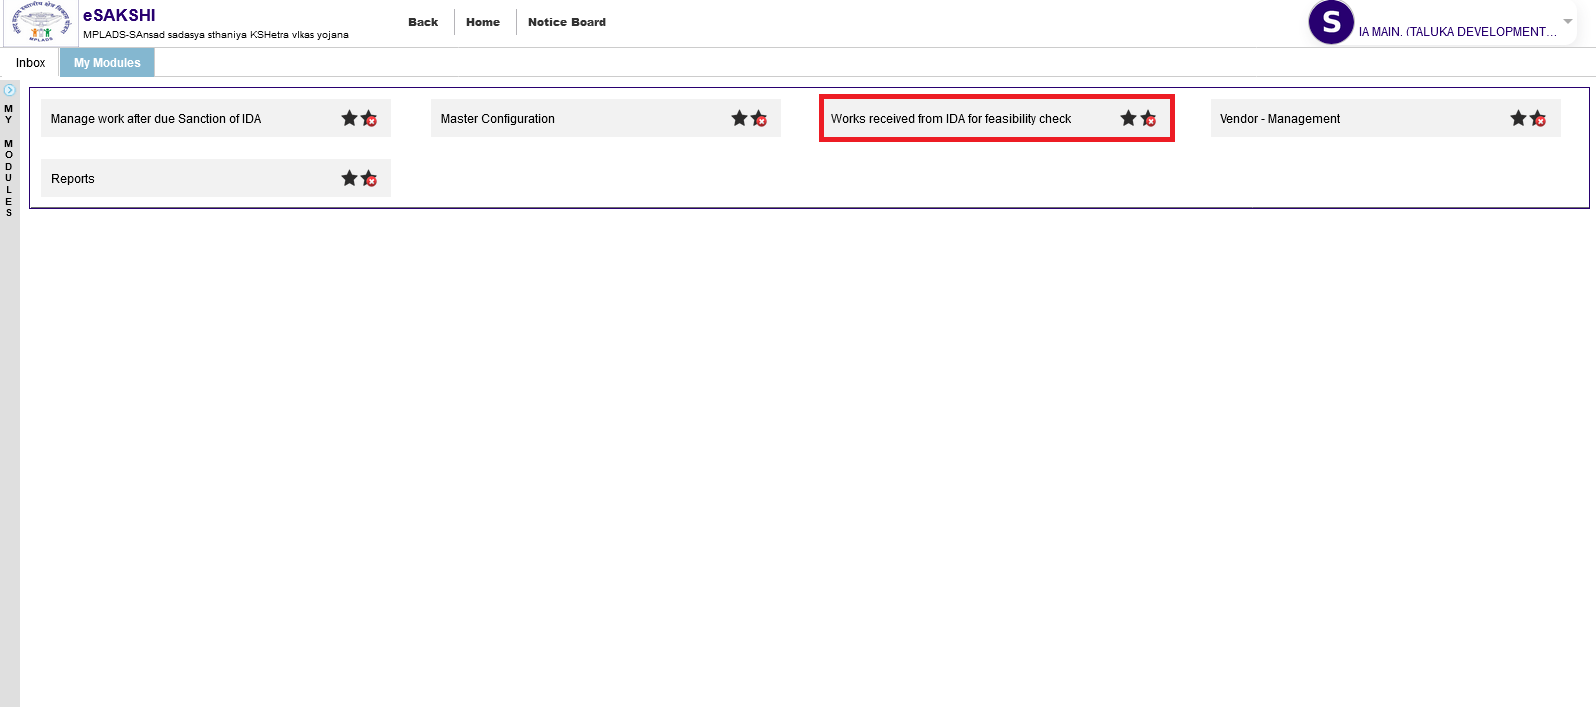 eSAKSHI
MPLADS-SAnsad sadasya sthaniya KSHetra vIkas yojana
Back
Home
Notice Board
S
IA MAIN. (TALUKA DEVELOPMENT...
Inbox
My Modules
MY MODULES
Manage work after due Sanction of IDA
Master Configuration
Works received from IDA for feasibility check
Vendor - Management
Reports
MPLADS